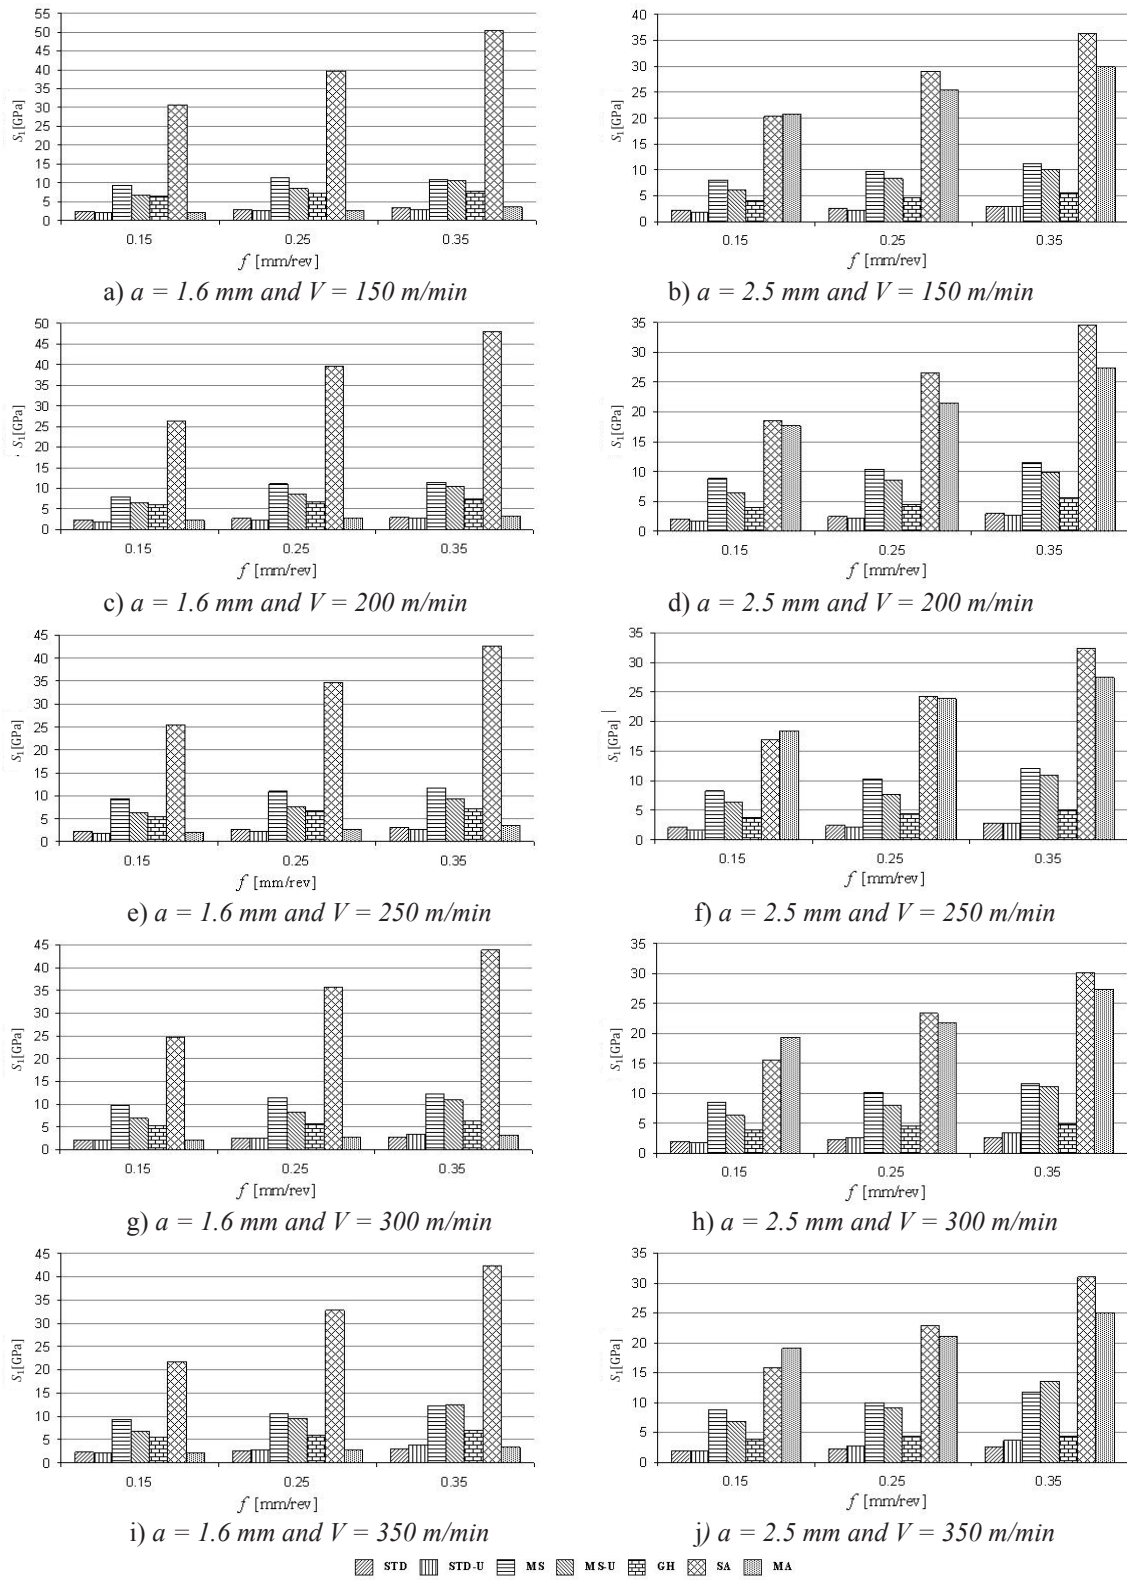 55
50
45
40
35
30
25
20
15
10
5
0
S1[GPa]
0.15 0.25 0.35
f [mm/rev]
a) a = 1.6 mm and V = 150 m/min
40
35
30
25
20
15
10
5
0
S1[GPa]
0.15 0.25 0.35
f [mm/rev]
b) a = 2.5 mm and V = 150 m/min
50
45
40
35
30
25
20
15
10
5
0
S1[GPa]
0.15 0.25 0.35
f [mm/rev]
c) a = 1.6 mm and V = 200 m/min
35
30
25
20
15
10
5
0
S1[GPa]
0.15 0.25 0.35
f [mm/rev]
d) a = 2.5 mm and V = 200 m/min
45
40
35
30
25
20
15
10
5
0
S1[GPa]
0.15 0.25 0.35
f [mm/rev]
e) a = 1.6 mm and V = 250 m/min
35
30
25
20
15
10
5
0
S1[GPa]
0.15 0.25 0.35
f [mm/rev]
f) a = 2.5 mm and V = 250 m/min
45
40
35
30
25
20
15
10
5
0
S1[GPa]
0.15 0.25 0.35
f [mm/rev]
g) a = 1.6 mm and V = 300 m/min
35
30
25
20
15
10
5
0
S1[GPa]
0.15 0.25 0.35
f [mm/rev]
h) a = 2.5 mm and V = 300 m/min
45
40
35
30
25
20
15
10
5
0
S1[GPa]
0.15 0.25 0.35
f [mm/rev]
i) a = 1.6 mm and V = 350 m/min
35
30
25
20
15
10
5
0
S1[GPa]
0.15 0.25 0.35
f [mm/rev]
j) a = 2.5 mm and V = 350 m/min
STD STD-U MS MS-U GH SA MA